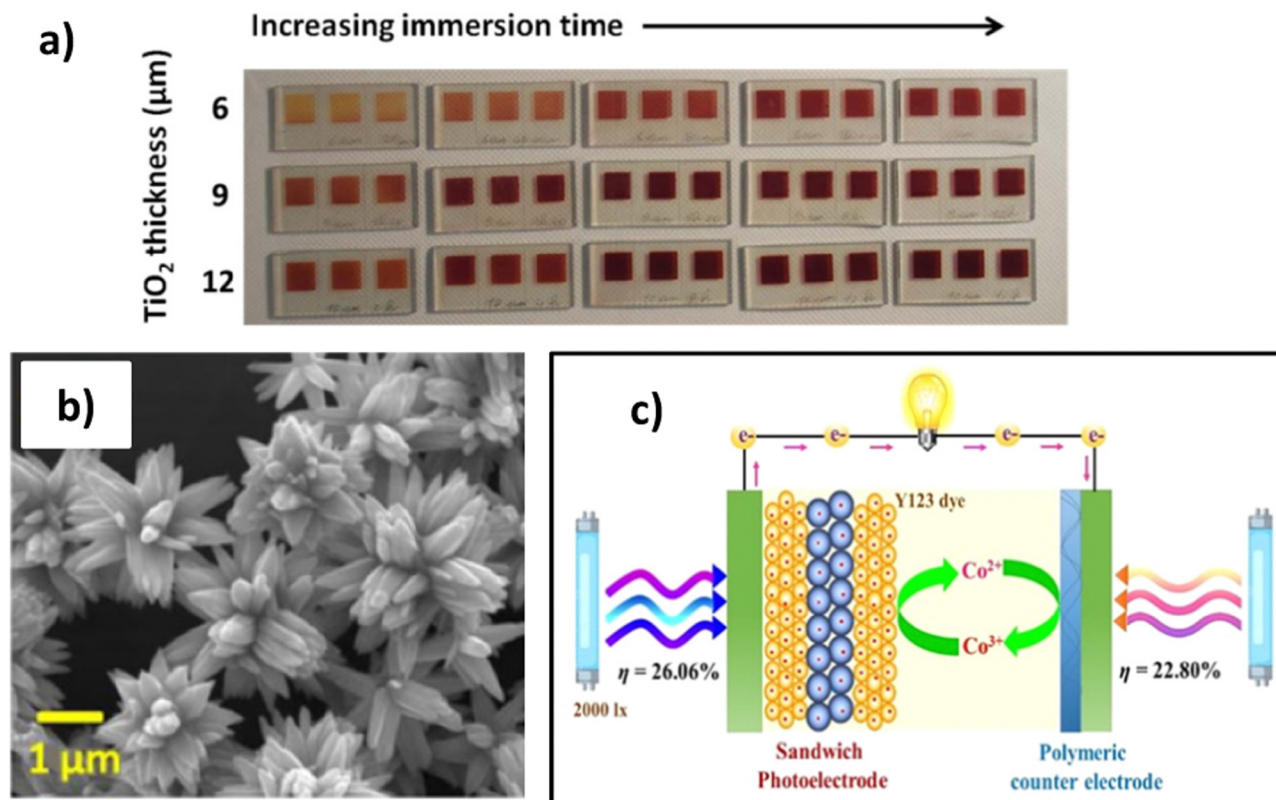 a)
Increasing immersion time
TiO₂ thickness (μm)
6
9
12
b)
1 μm
c)
e-
e-
e-
e-
Y123 dye
Co²⁺
Co³⁺
η = 26.06%
η = 22.80%
2000 lx
Sandwich
Photoelectrode
Polymeric
counter electrode